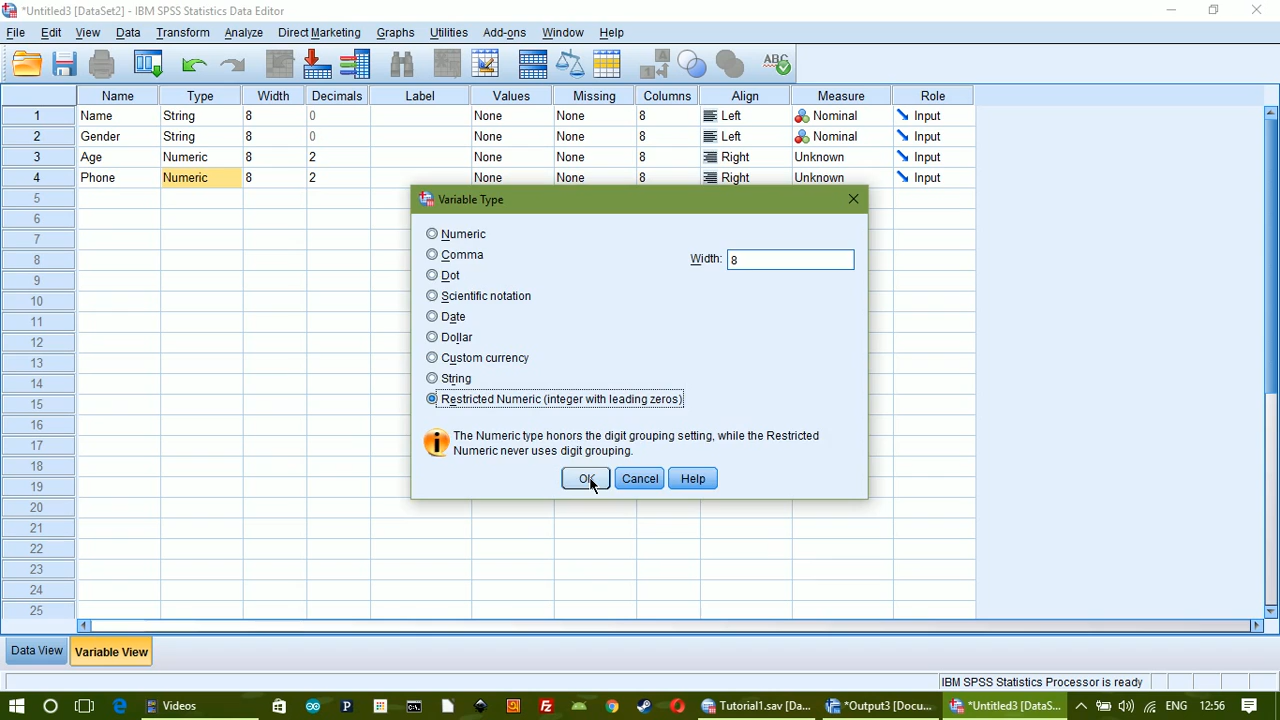 *Untitled3 [DataSet2] - IBM SPSS Statistics Data Editor
File Edit View Data Transform Analyze Direct Marketing Graphs Utilities Add-ons Window Help
ABC
Name Type Width Decimals Label Values Missing Columns Align Measure Role
1 Name String 8 0 None None 8 Left Nominal Input
2 Gender String 8 0 None None 8 Left Nominal Input
3 Age Numeric 8 2 None None 8 Right Unknown Input
4 Phone Numeric 8 2 None None 8 Right Unknown Input
5
6
7
8
9
10
11
12
13
14
15
16
17
18
19
20
21
22
23
24
25
Variable Type
Numeric
Comma
Dot
Scientific notation
Date
Dollar
Custom currency
String
Restricted Numeric (integer with leading zeros)
Width: 8
The Numeric type honors the digit grouping setting, while the Restricted
Numeric never uses digit grouping.
OK Cancel Help
Data View Variable View
IBM SPSS Statistics Processor is ready
Videos Tutorial1.sav [Da... *Output3 [Docu... *Untitled3 [DataS... ENG 12:56